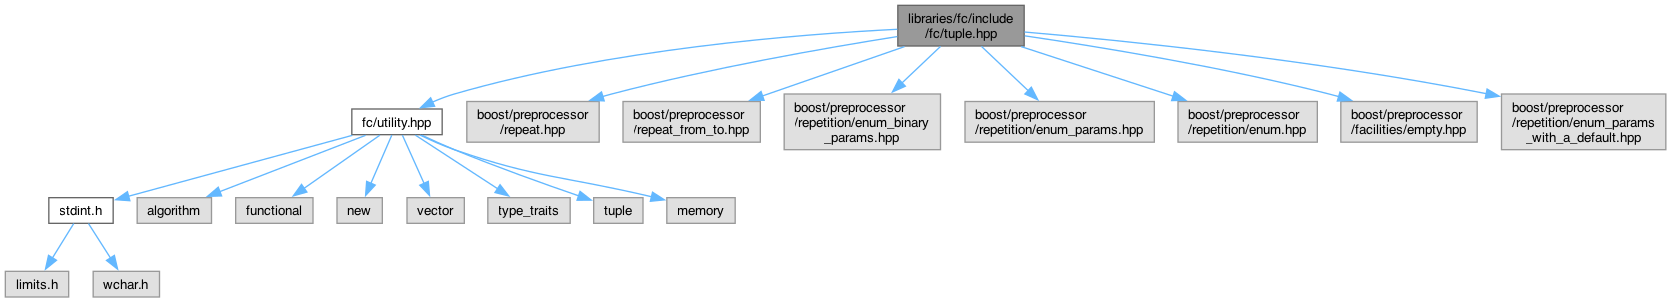 libraries/fc/include
/fc/tuple.hpp
fc/utility.hpp
boost/preprocessor
/repeat.hpp
boost/preprocessor
/repeat_from_to.hpp
boost/preprocessor
/repetition/enum_binary
_params.hpp
boost/preprocessor
/repetition/enum_params.hpp
boost/preprocessor
/repetition/enum.hpp
boost/preprocessor
/facilities/empty.hpp
boost/preprocessor
/repetition/enum_params
_with_a_default.hpp
stdint.h
algorithm
functional
new
vector
type_traits
tuple
memory
limits.h
wchar.h